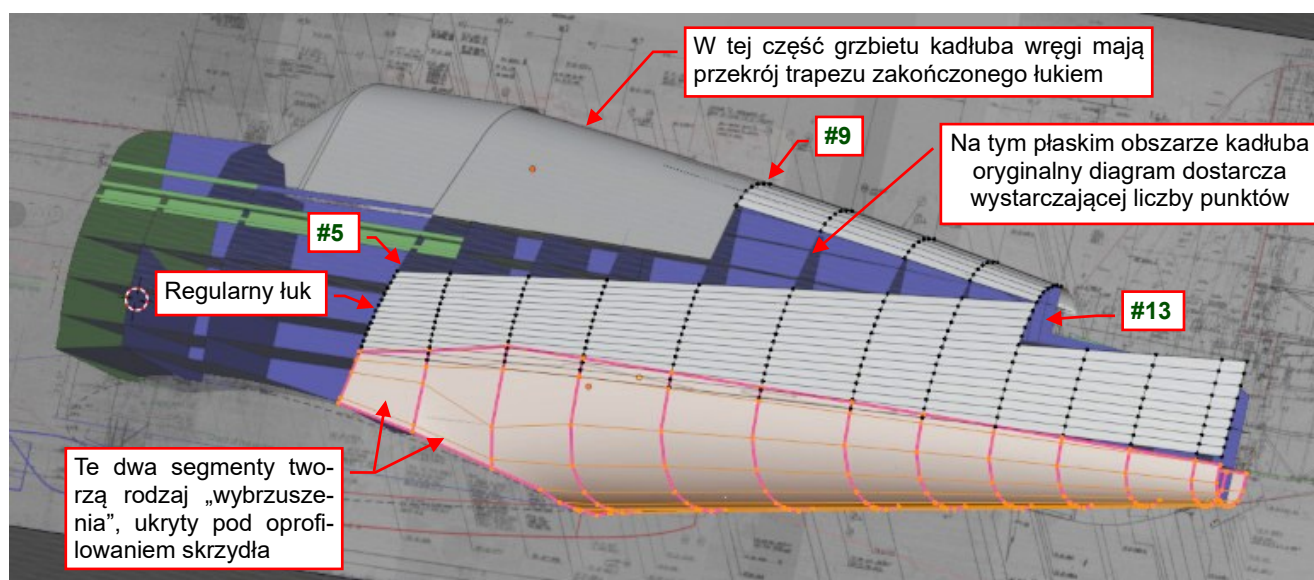 W tej część grzbietu kadłuba wręgi mają
przekrój trapezu zakończonego łukiem
#9
Na tym płaskim obszarze kadłuba
oryginalny diagram dostarcza
wystarczającej liczby punktów
#5
Regularny łuk
#13
Te dwa segmenty two-
rzą rodzaj „wybrzusze-
nia”, ukryty pod oprofi-
lowaniem skrzydła